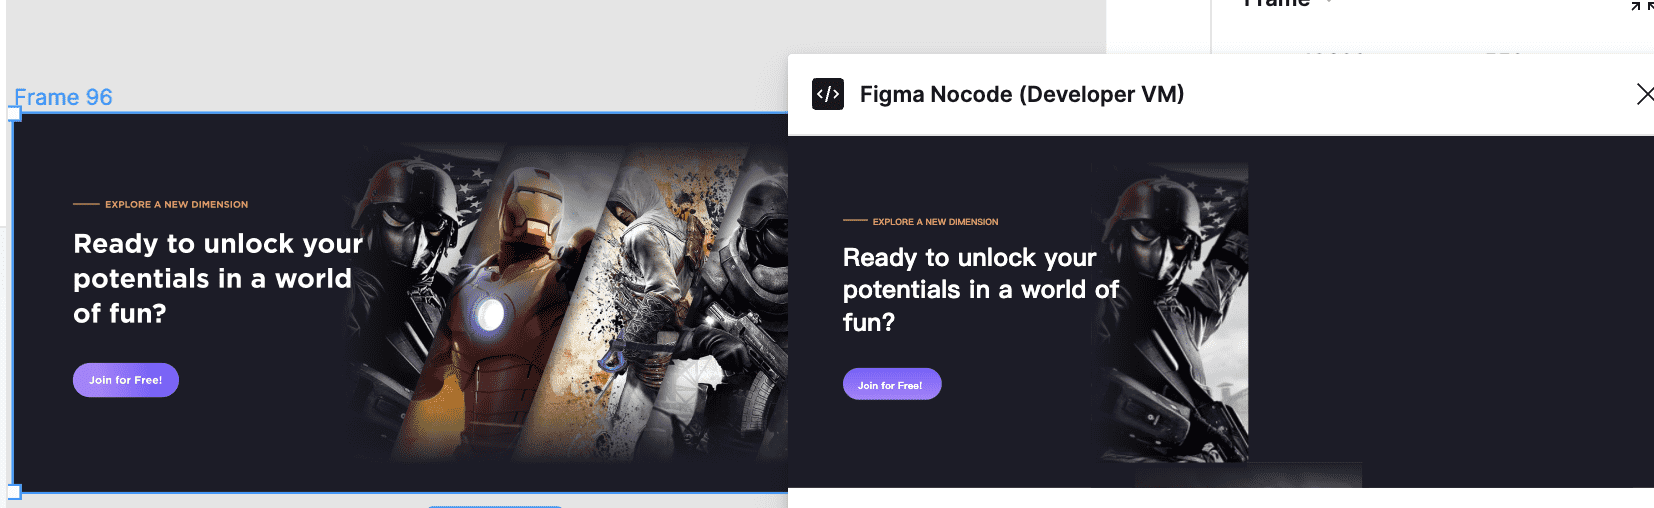 Frame
Frame 96
Figma Nocode (Developer VM)
EXPLORE A NEW DIMENSION
Ready to unlock your
potentials in a world
of fun?
Join for Free!
EXPLORE A NEW DIMENSION
Ready to unlock your
potentials in a world of
fun?
Join for Free!